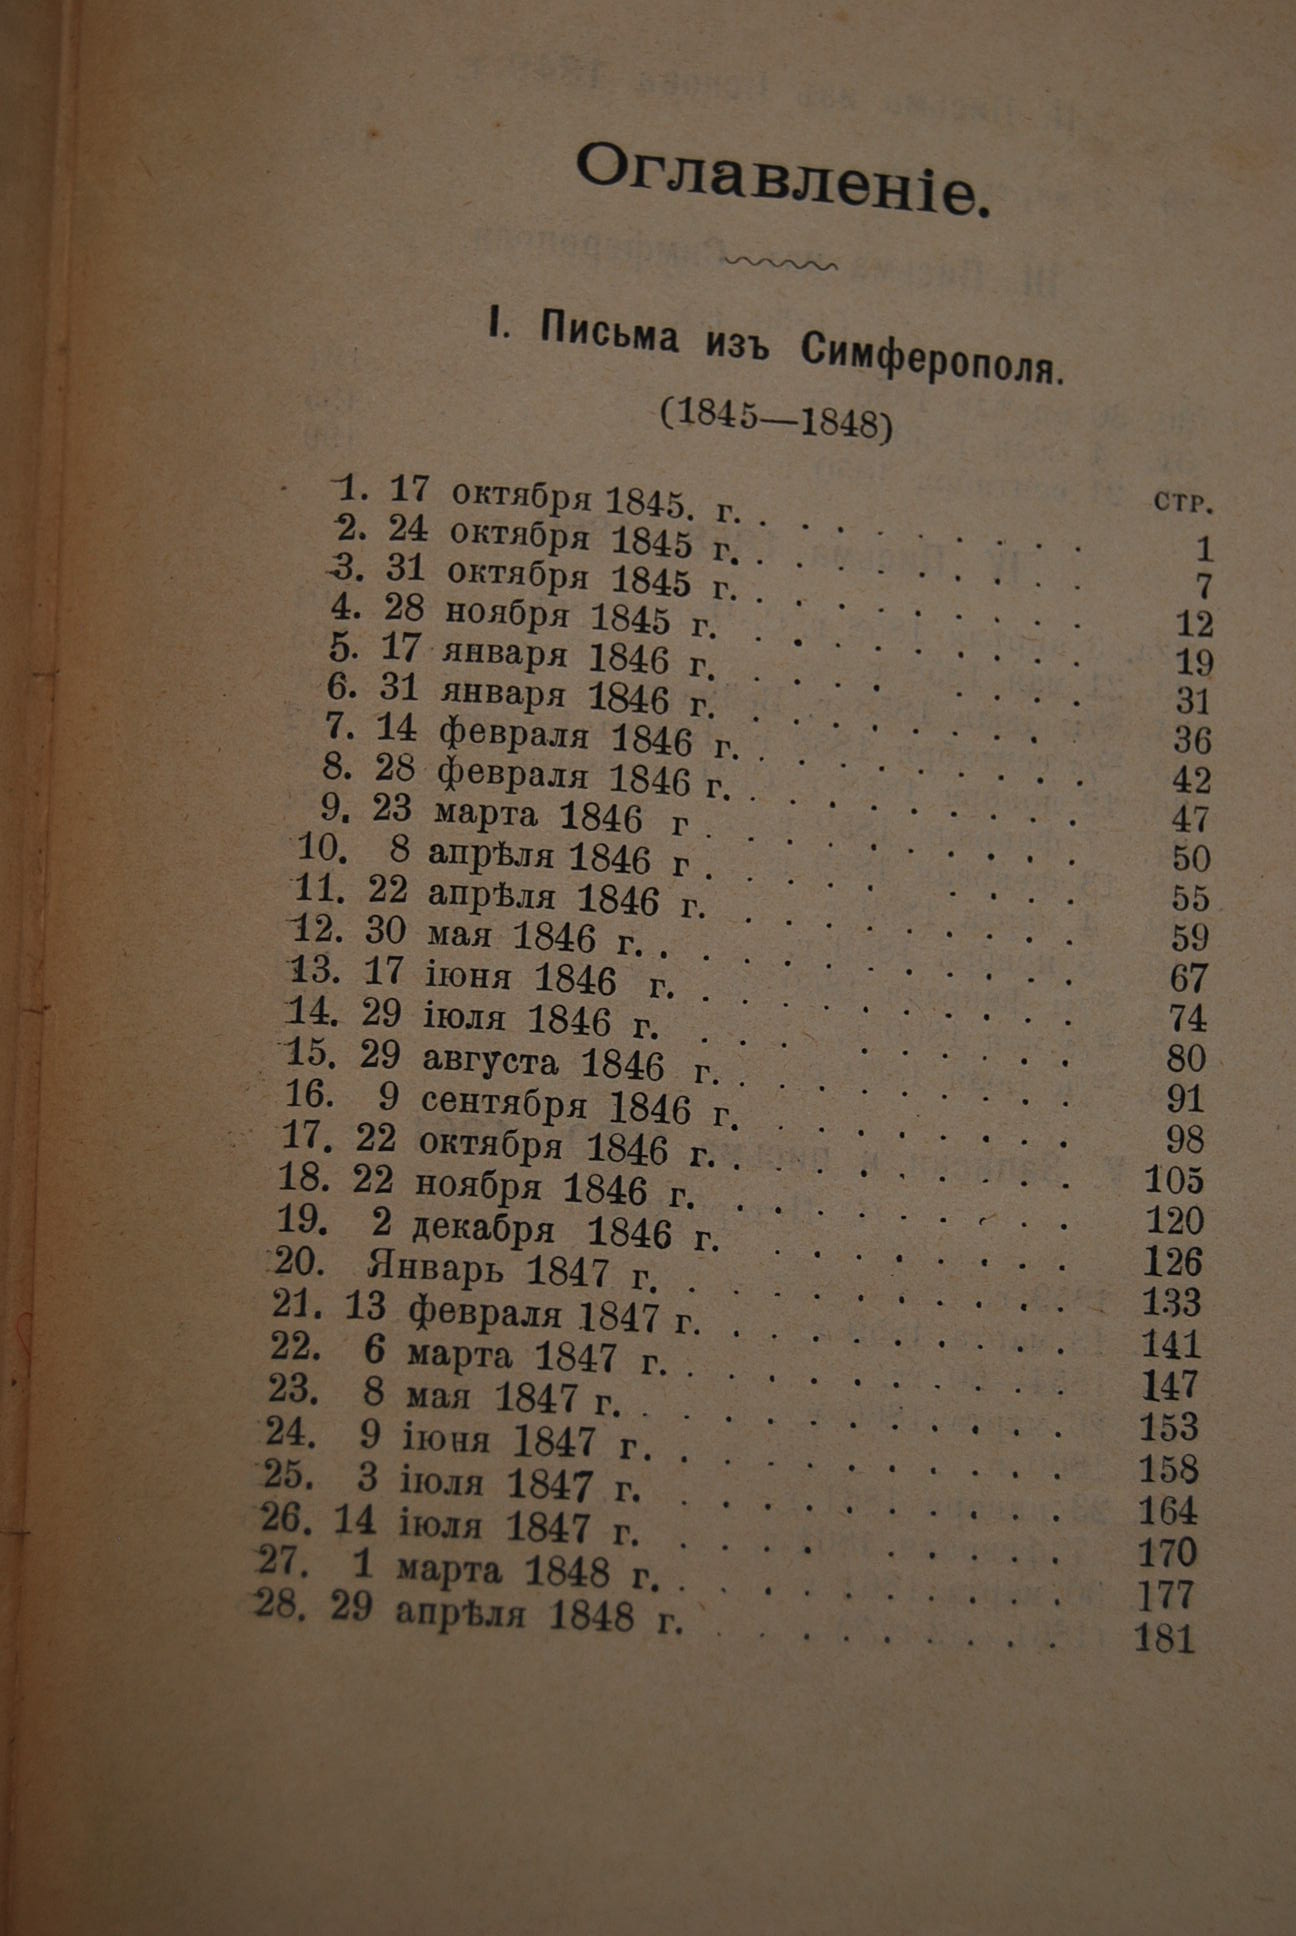 Оглавленіе.
I. Письма изъ Симферополя.
(1845—1848)
СТР.
1. 17 октября 1845. г. . . . . . . . . . 1
2. 24 октября 1845 г. . . . . . . . . . 7
3. 31 октября 1845 г. . . . . . . . . . 12
4. 28 ноября 1845 г. . . . . . . . . . 19
5. 17 января 1846 г. . . . . . . . . 31
6. 31 января 1846 г. . . . . . . . . 36
7. 14 февраля 1846 г. . . . . . . . . . 42
8. 28 февраля 1846 г. . . . . . . . . . 47
9. 23 марта 1846 г . . . . . . . . . . 50
10. 8 апрѣля 1846 г . . . . . . . . . 55
11. 22 апрѣля 1846 г. . . . . . . . . . 59
12. 30 мая 1846 г. . . . . . . . . . . . 67
13. 17 іюня 1846 г. . . . . . . . . . . 74
14. 29 іюля 1846 г. . . . . . . . . . 80
15. 29 августа 1846 г. . . . . . . . . . 91
16. 9 сентября 1846 г. . . . . . . . . 98
17. 22 октября 1846 г. . . . . . . . . . 105
18. 22 ноября 1846 г. . . . . . . . . . 120
19. 2 декабря 1846 г. . . . . . . . . 126
20. Январь 1847 г. . . . . . . . . . . 133
21. 13 февраля 1847 г. . . . . . . . . . 141
22. 6 марта 1847 г. . . . . . . . . . . 147
23. 8 мая 1847 г. . . . . . . . . . . . 153
24. 9 іюня 1847 г. . . . . . . . . . . 158
25. 3 іюля 1847 г. . . . . . . . . . . 164
26. 14 іюля 1847 г. . . . . . . . . . 170
27. 1 марта 1848 г. . . . . . . . . . . 177
28. 29 апрѣля 1848 г. . . . . . . . . . 181